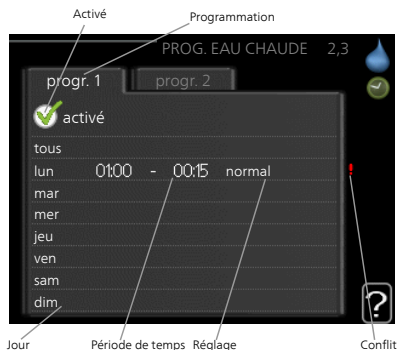 Activé Programmation
PROG. EAU CHAUDE 2,3
progr. 1 progr. 2
activé
tous
lun 01:00 - 00:15 normal !
mar
mer
jeu
ven
sam
dim
?
Jour Période de temps Réglage Conflit